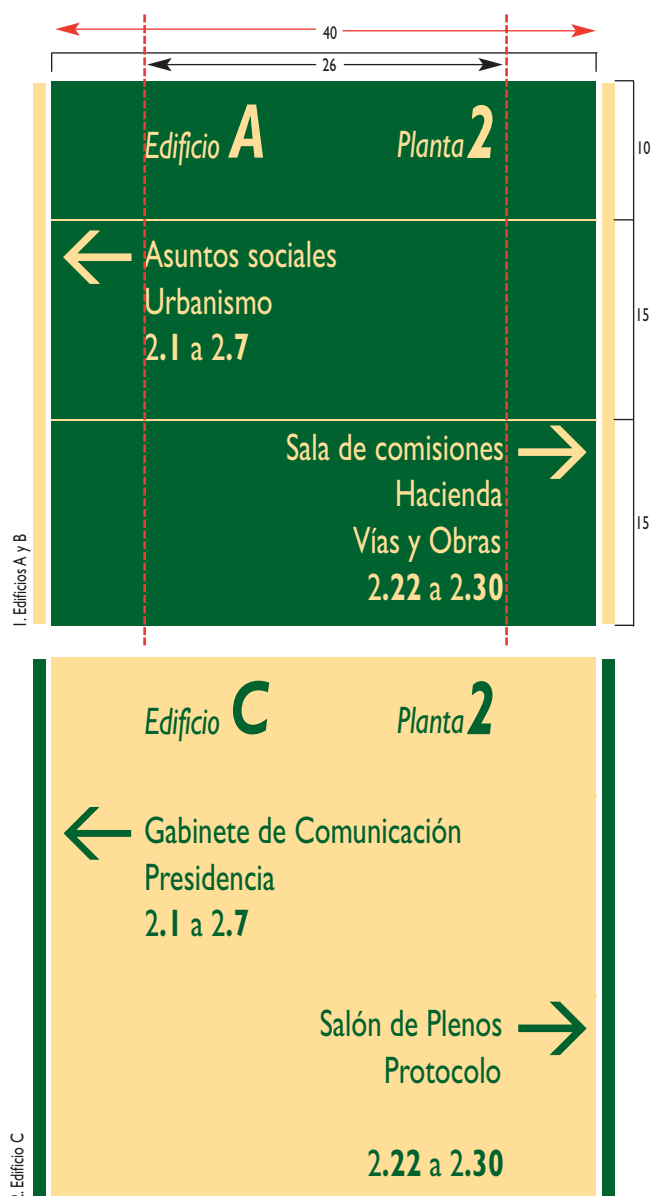 40
26
Edificio A Planta 2
10
Asuntos sociales
Urbanismo
2.1 a 2.7
15
Sala de comisiones
Hacienda
Vías y Obras
2.22 a 2.30
15
1. Edificios A y B
Edificio C Planta 2
Gabinete de Comunicación
Presidencia
2.1 a 2.7
Salón de Plenos
Protocolo
2.22 a 2.30
2. Edificio C